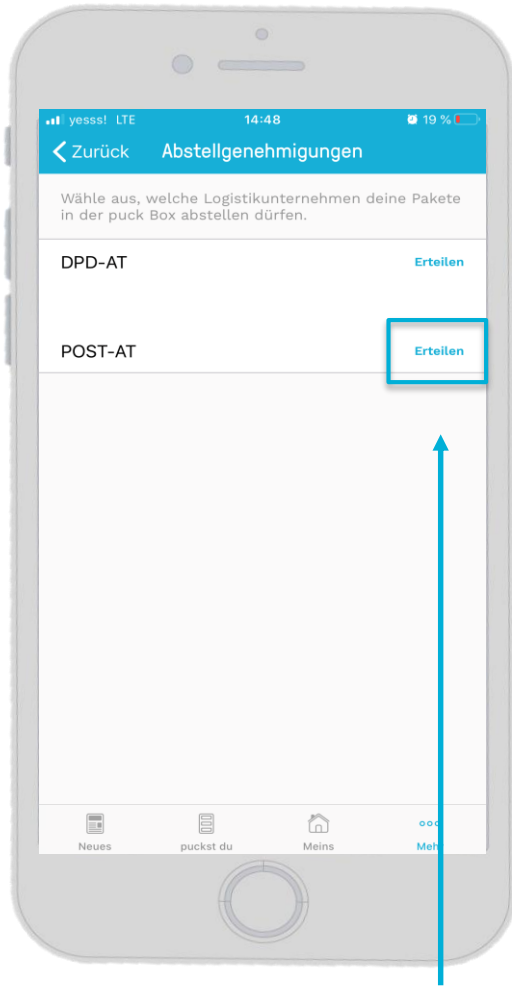 yesss! LTE 14:48 19 %
Zurück Abstellgenehmigungen
Wähle aus, welche Logistikunternehmen deine Pakete
in der puck Box abstellen dürfen.
DPD-AT Erteilen
POST-AT Erteilen
Neues puckst du Meins Mehr